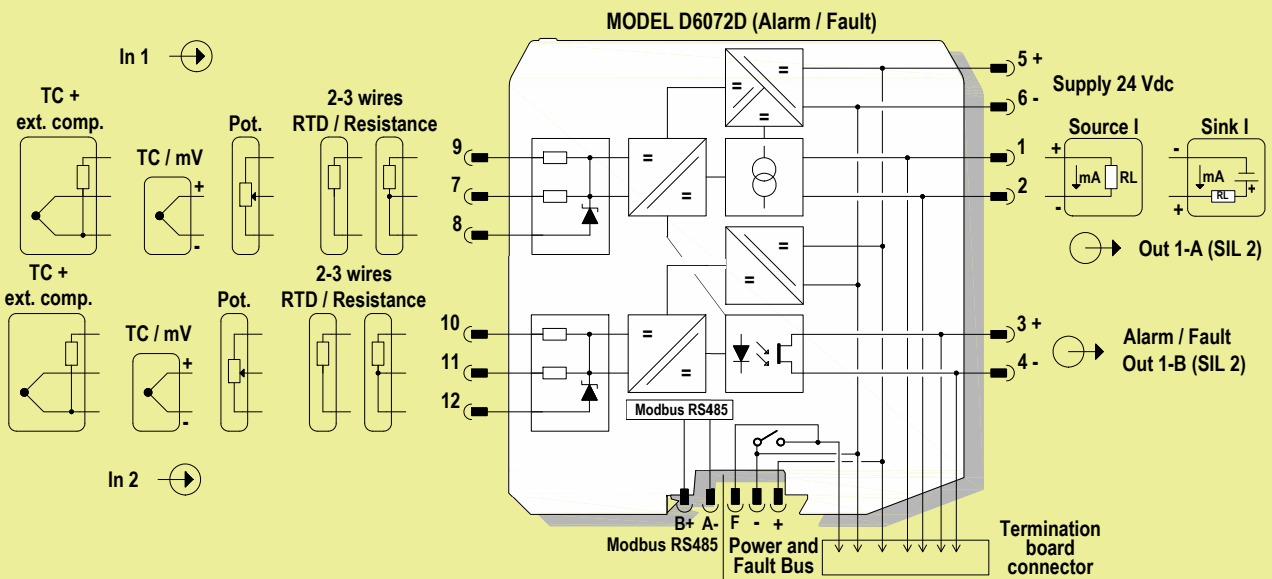 MODEL D6072D (Alarm / Fault)
In 1
TC +
ext. comp.
TC / mV
+
-
Pot.
2-3 wires
RTD / Resistance
9
7
8
=
=
=
=
=
=
=
5 +
6 -
Supply 24 Vdc
1
2
Source I
+
-
mA
RL
Sink I
-
+
mA
RL
+
Out 1-A (SIL 2)
TC +
ext. comp.
TC / mV
+
-
Pot.
2-3 wires
RTD / Resistance
10
11
12
=
=
3 +
4 -
Alarm / Fault
Out 1-B (SIL 2)
Modbus RS485
In 2
B+ A- F - +
Modbus RS485
Power and
Fault Bus
Termination
board
connector